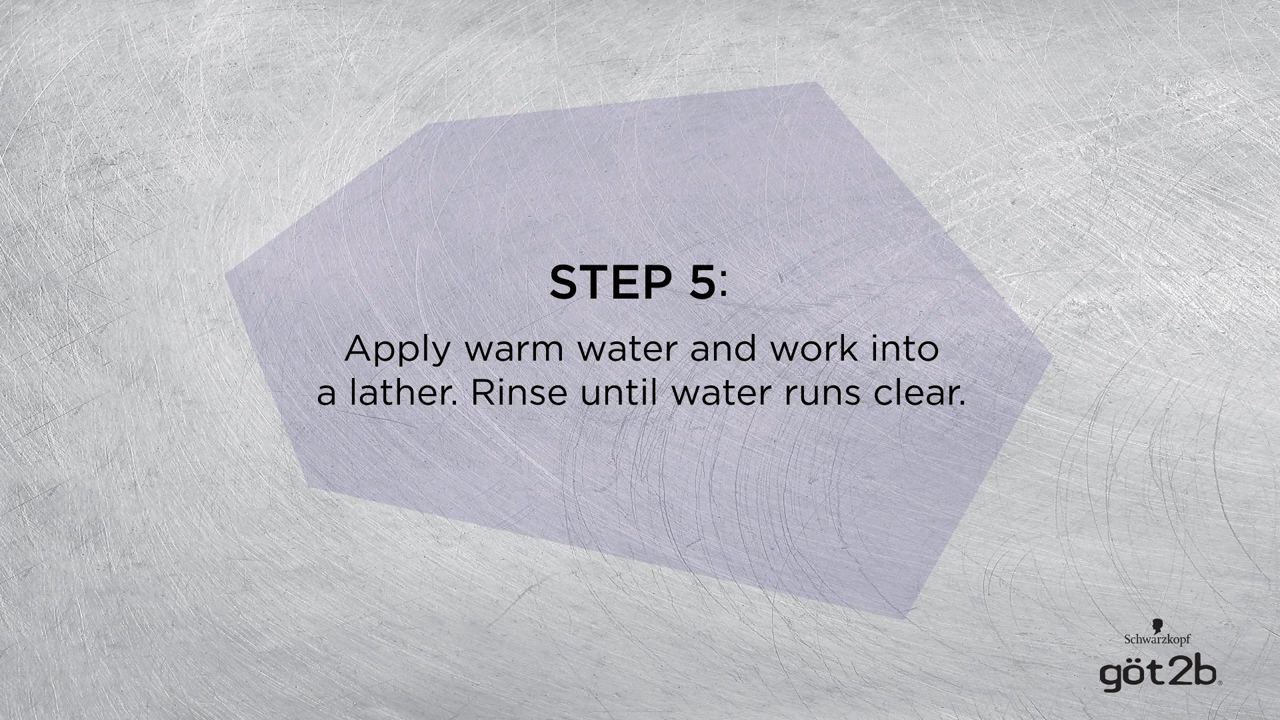 STEP 5:
Apply warm water and work into
a lather. Rinse until water runs clear.
Schwarzkopf
göt2b®